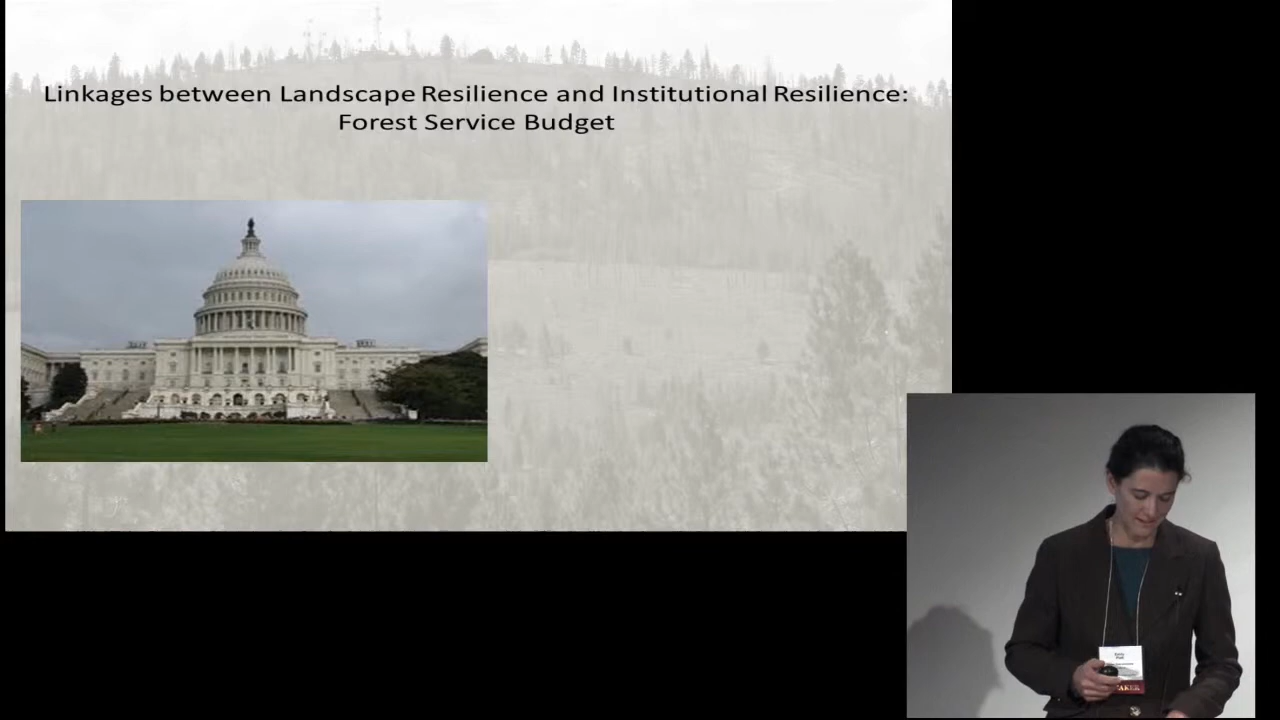 Linkages between Landscape Resilience and Institutional Resilience:
Forest Service Budget